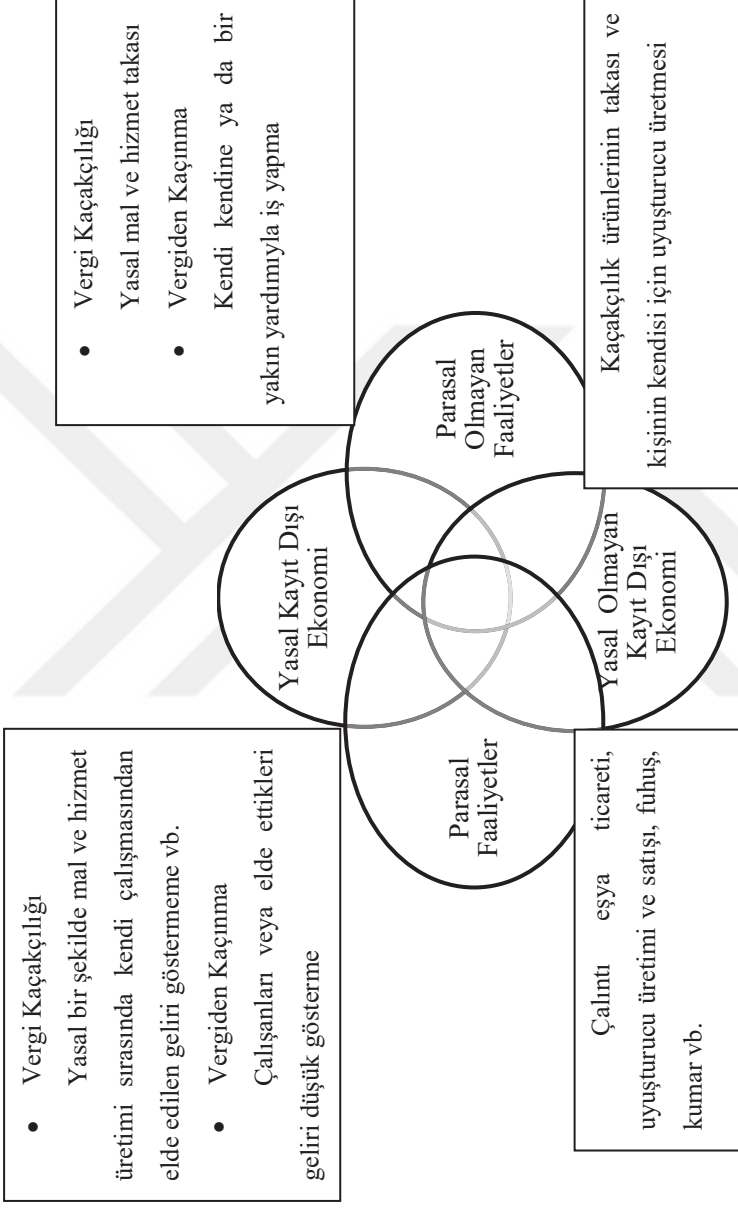 • Vergi Kaçakçılığı
Yasal bir şekilde mal ve hizmet
üretimi sırasında kendi çalışmasından
elde edilen geliri göstermeme vb.
• Vergiden Kaçınma
Çalışanları veya elde ettikleri
geliri düşük gösterme
• Vergi Kaçakçılığı
Yasal mal ve hizmet takası
• Vergiden Kaçınma
Kendi kendine ya da bir
yakın yardımıyla iş yapma
Yasal Kayıt Dışı
Ekonomi
Parasal
Faaliyetler
Parasal
Olmayan
Faaliyetler
Yasal Olmayan
Kayıt Dışı
Ekonomi
Çalıntı eşya ticareti,
uyuşturucu üretimi ve satışı, fuhuş,
kumar vb.
Kaçakçılık ürünlerinin takası ve
kişinin kendisi için uyuşturucu üretmesi